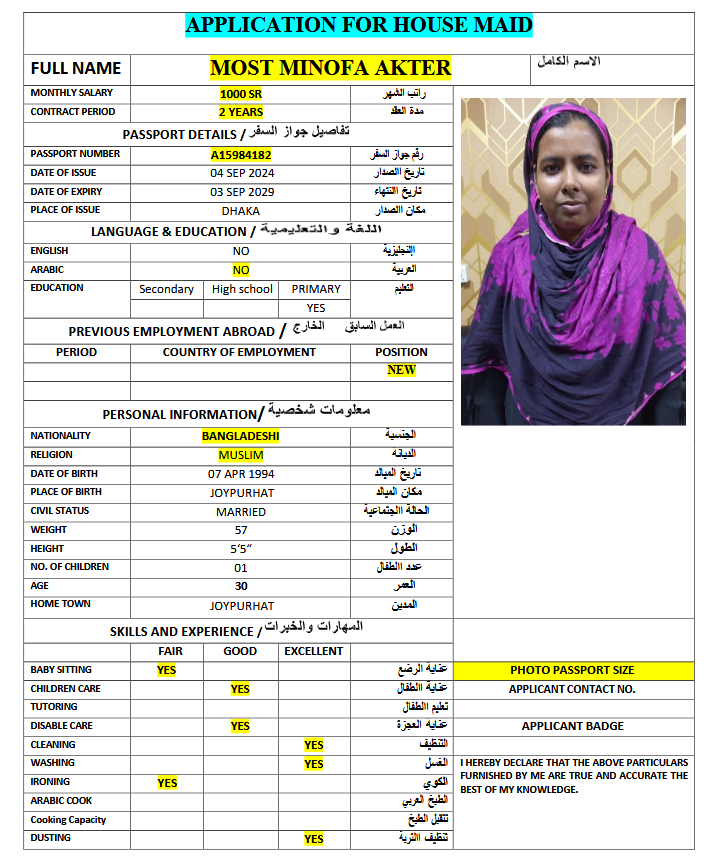 APPLICATION FOR HOUSE MAID
FULL NAME MOST MINOFA AKTER الاسم الكامل
MONTHLY SALARY 1000 SR راتب الشهر
CONTRACT PERIOD 2 YEARS مدة العقد
PASSPORT DETAILS / تفاصيل جواز السفر
PASSPORT NUMBER A15984182 رقم جواز السفر
DATE OF ISSUE 04 SEP 2024 تاريخ االصدار
DATE OF EXPIRY 03 SEP 2029 تاريخ االنتهاء
PLACE OF ISSUE DHAKA مكان االصدار
LANGUAGE & EDUCATION / اللغة والتعليمية
ENGLISH NO اإلنجليزية
ARABIC NO العربية
EDUCATION Secondary High school PRIMARY التعليم
YES
PREVIOUS EMPLOYMENT ABROAD / العمل السابق الخارج
PERIOD COUNTRY OF EMPLOYMENT POSITION
NEW
PERSONAL INFORMATION/ معلومات شخصية
NATIONALITY BANGLADESHI الجنسية
RELIGION MUSLIM الديانه
DATE OF BIRTH 07 APR 1994 تاريخ الميالد
PLACE OF BIRTH JOYPURHAT مكان الميالد
CIVIL STATUS MARRIED الحالة االجتماعية
WEIGHT 57 الوزن
HEIGHT 5'5" الطول
NO. OF CHILDREN 01 عدد االطفال
AGE 30 العمر
HOME TOWN JOYPURHAT المدين
SKILLS AND EXPERIENCE / المهارات والخبرات
FAIR GOOD EXCELLENT
BABY SITTING YES عناية الرضع
CHILDREN CARE YES عناية االطفال
TUTORING تعليم االطفال
DISABLE CARE YES عناية العجزة
CLEANING YES التنظيف
WASHING YES الغسل
IRONING YES الكوي
ARABIC COOK الطبخ العربي
Cooking Capacity تتقبل الطبخ
DUSTING YES تنظيف االتربة
PHOTO PASSPORT SIZE
APPLICANT CONTACT NO.
APPLICANT BADGE
I HEREBY DECLARE THAT THE ABOVE PARTICULARS
FURNISHED BY ME ARE TRUE AND ACCURATE THE
BEST OF MY KNOWLEDGE.